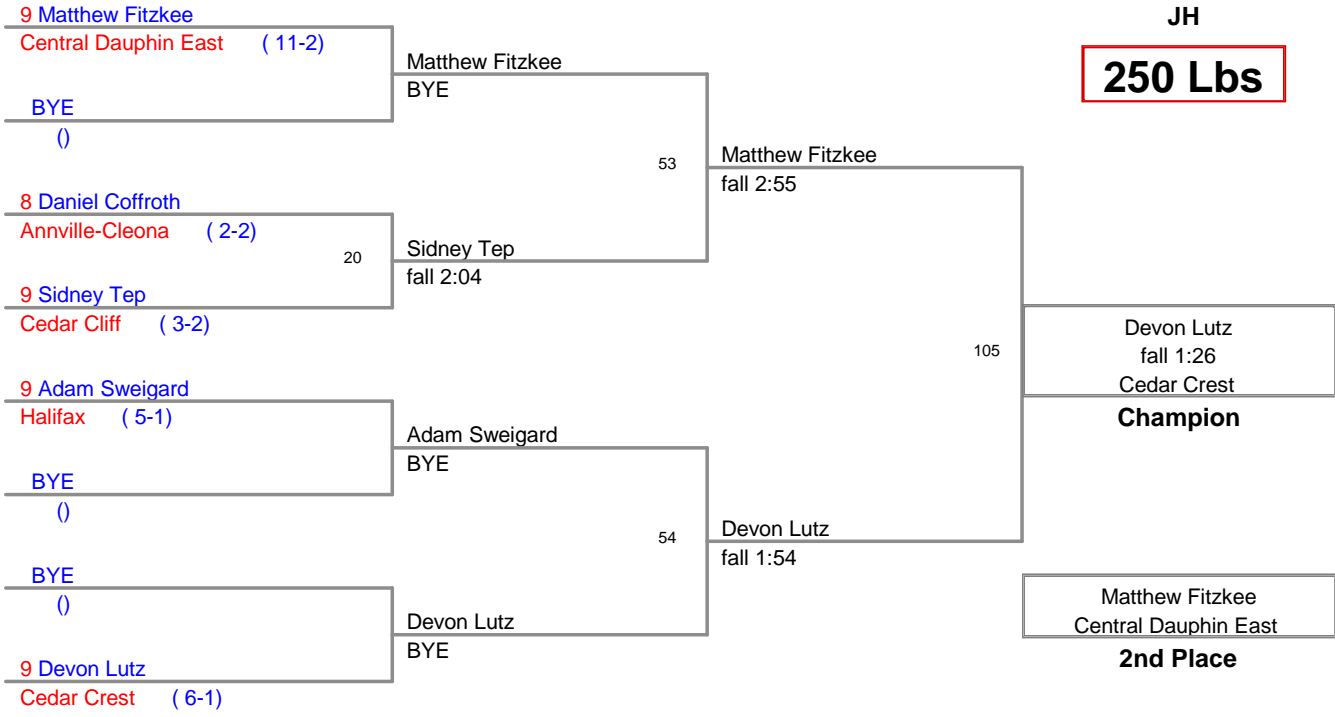 9 Matthew Fitzkee
Central Dauphin East ( 11-2)
BYE
()
8 Daniel Coffroth
Annville-Cleona ( 2-2)
9 Sidney Tep
Cedar Cliff ( 3-2)
9 Adam Sweigard
Halifax ( 5-1)
BYE
()
BYE
()
9 Devon Lutz
Cedar Crest ( 6-1)
20
Matthew Fitzkee
BYE
Sidney Tep
fall 2:04
Adam Sweigard
BYE
Devon Lutz
BYE
53
54
Matthew Fitzkee
fall 2:55
Devon Lutz
fall 1:54
105
JH
250 Lbs
Devon Lutz
fall 1:26
Cedar Crest
Champion
Matthew Fitzkee
Central Dauphin East
2nd Place